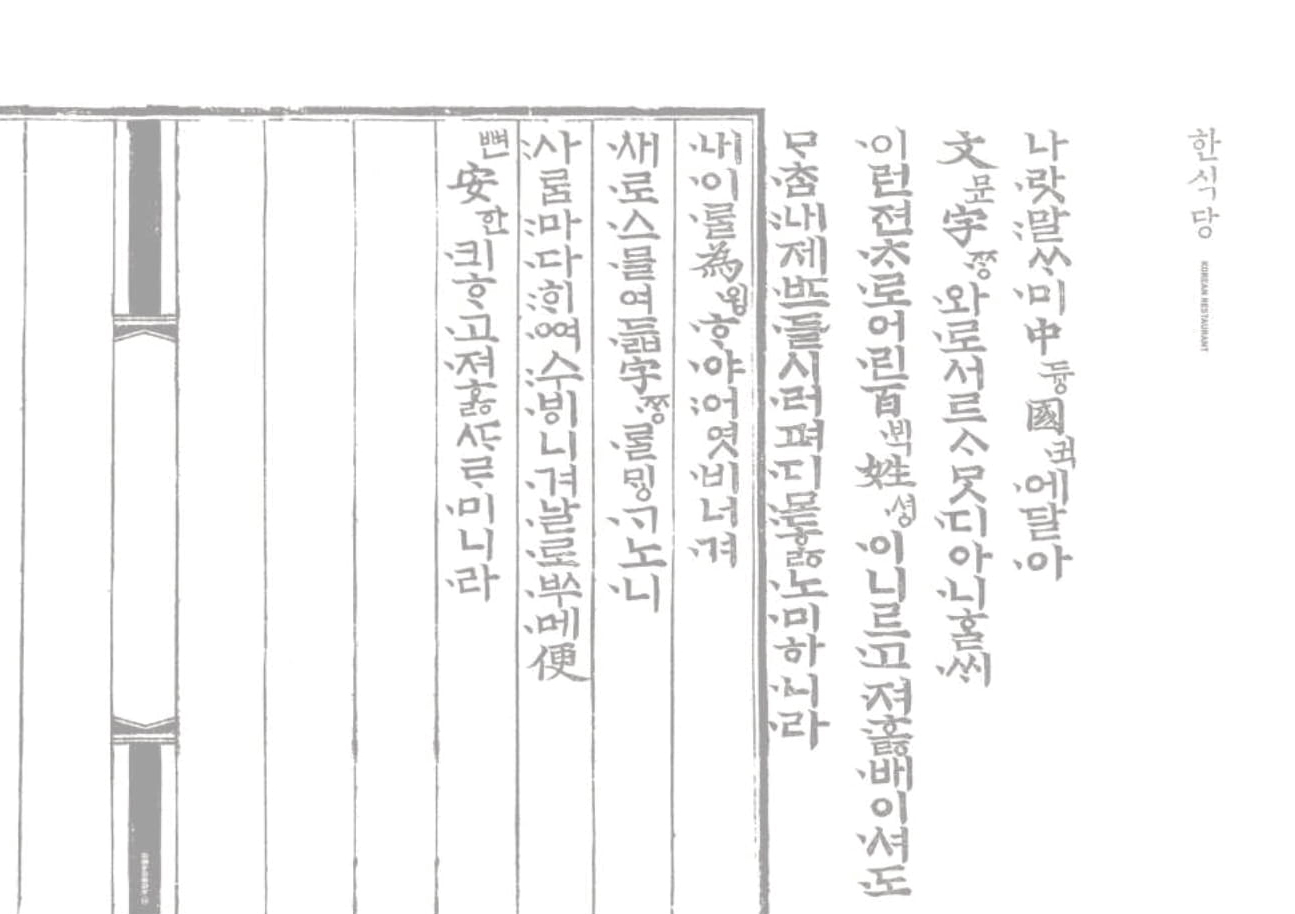 한식당
KOREAN RESTAURANT
나랏말ᄊᆞ미中듕國귁에달아
文문字ᄍᆞᆼ와로서르ᄉᆞᄆᆞᆺ디아니ᄒᆞᆯᄊᆡ
이런젼ᄎᆞ로어린百ᄇᆡᆨ姓셩이니르고져호ᇙ배이셔도
ᄆᆞᄎᆞᆷ내제ᄠᅳ들시러펴디몯ᄒᆞᇙ노미하니라
내이ᄅᆞᆯ為윙ᄒᆞ야어엿비너겨
새로스믈여듧字ᄍᆞᆼᄅᆞᆯᄆᆡᇰᄀᆞ노니
사ᄅᆞᆷ마다ᄒᆡᅇᅧ수ᄫᅵ니겨날로ᄡᅮ메便
뼌安한킈ᄒᆞ고져ᄒᆞᇙᄯᆞᄅᆞ미니라